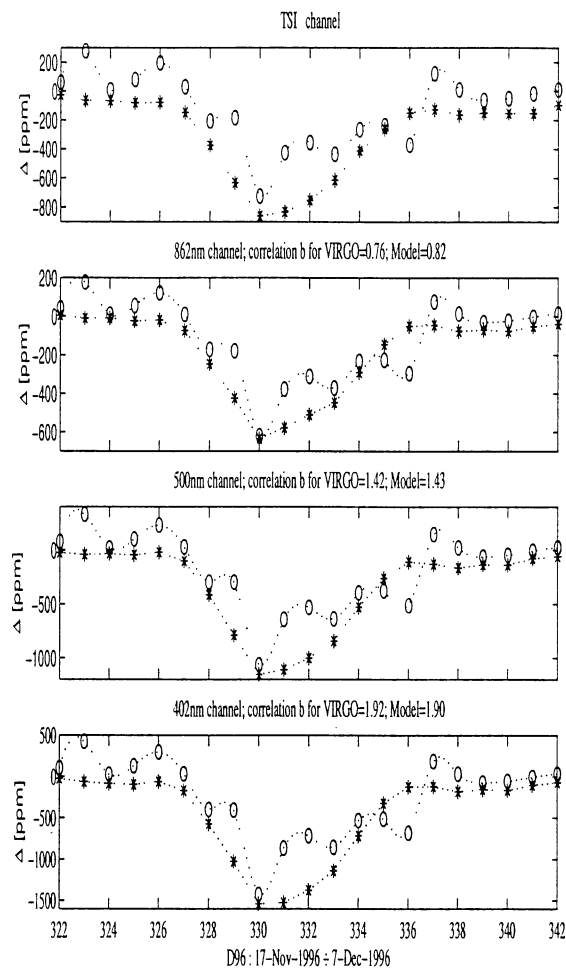 TSI channel
200
0
−200
−400
−600
−800
Δ [ppm]
862nm channel; correlation b for VIRGO=0.76; Model=0.82
200
0
−200
−400
−600
Δ [ppm]
500nm channel; correlation b for VIRGO=1.42; Model=1.43
0
−500
−1000
Δ [ppm]
402nm channel; correlation b for VIRGO=1.92; Model=1.90
500
0
−500
−1000
−1500
Δ [ppm]
322 324 326 328 330 332 334 336 338 340 342
D96 : 17−Nov−1996 ÷ 7−Dec−1996